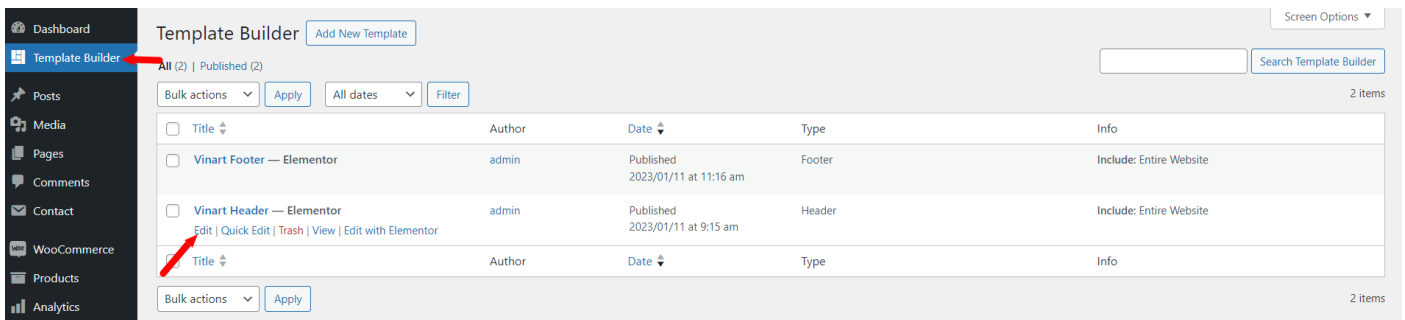 Dashboard
Template Builder
Posts
Media
Pages
Comments
Contact
WooCommerce
Products
Analytics
Screen Options ▼
Template Builder Add New Template
All (2) | Published (2)
Search Template Builder
Bulk actions Apply All dates Filter 2 items
Title Author Date Type Info
Vinart Footer — Elementor admin Published Footer Include: Entire Website
2023/01/11 at 11:16 am
Vinart Header — Elementor admin Published Header Include: Entire Website
Edit | Quick Edit | Trash | View | Edit with Elementor 2023/01/11 at 9:15 am
Title Author Date Type Info
Bulk actions Apply 2 items